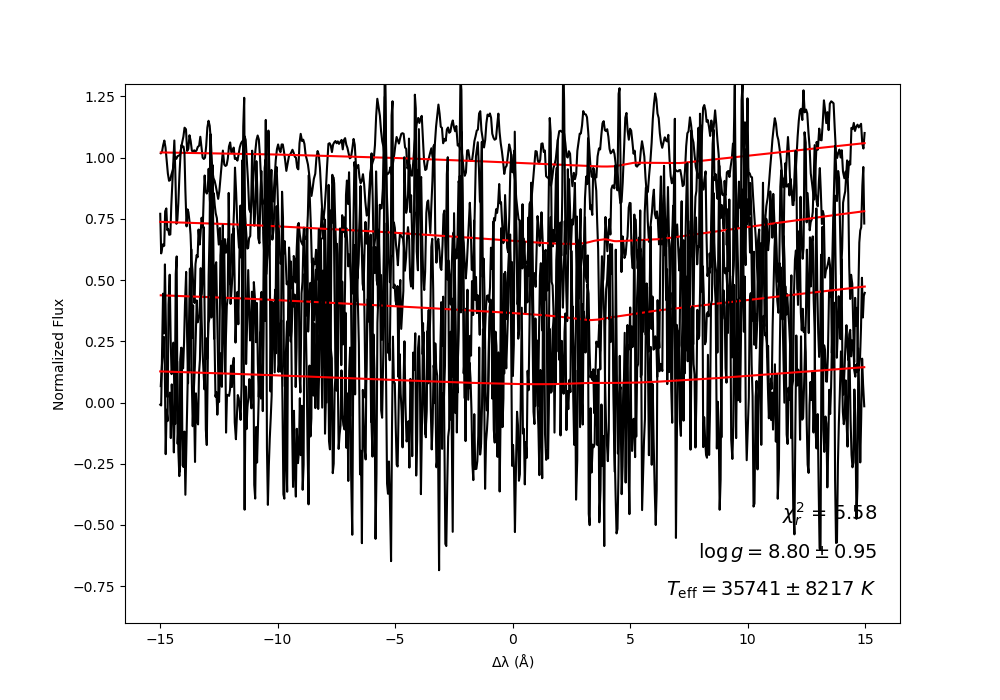 1.25
1.00
0.75
0.50
0.25
0.00
−0.25
−0.50
−0.75
Normalized Flux
χ²ᵣ = 5.58
log g = 8.80 ± 0.95
T_eff = 35741 ± 8217 K
−15 −10 −5 0 5 10 15
Δλ (Å)